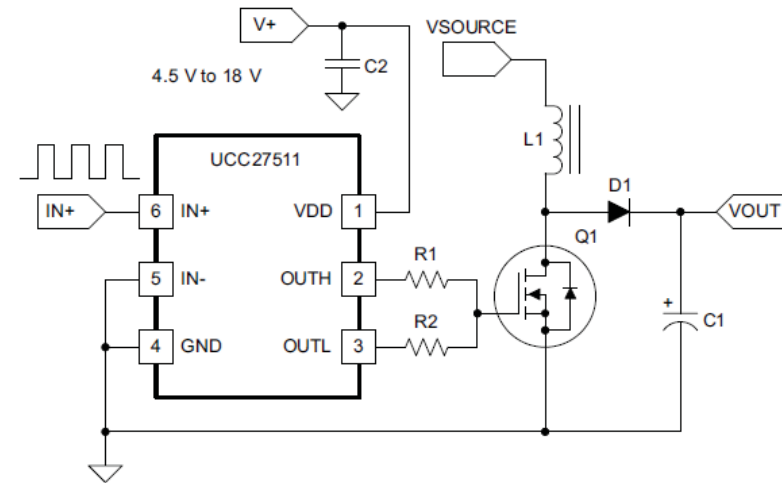 V+
VSOURCE
4.5 V to 18 V
C2
L1
UCC27511
D1
IN+
6
IN+
VDD
1
VOUT
Q1
R1
5
IN-
OUTH
2
+
C1
R2
4
GND
OUTL
3